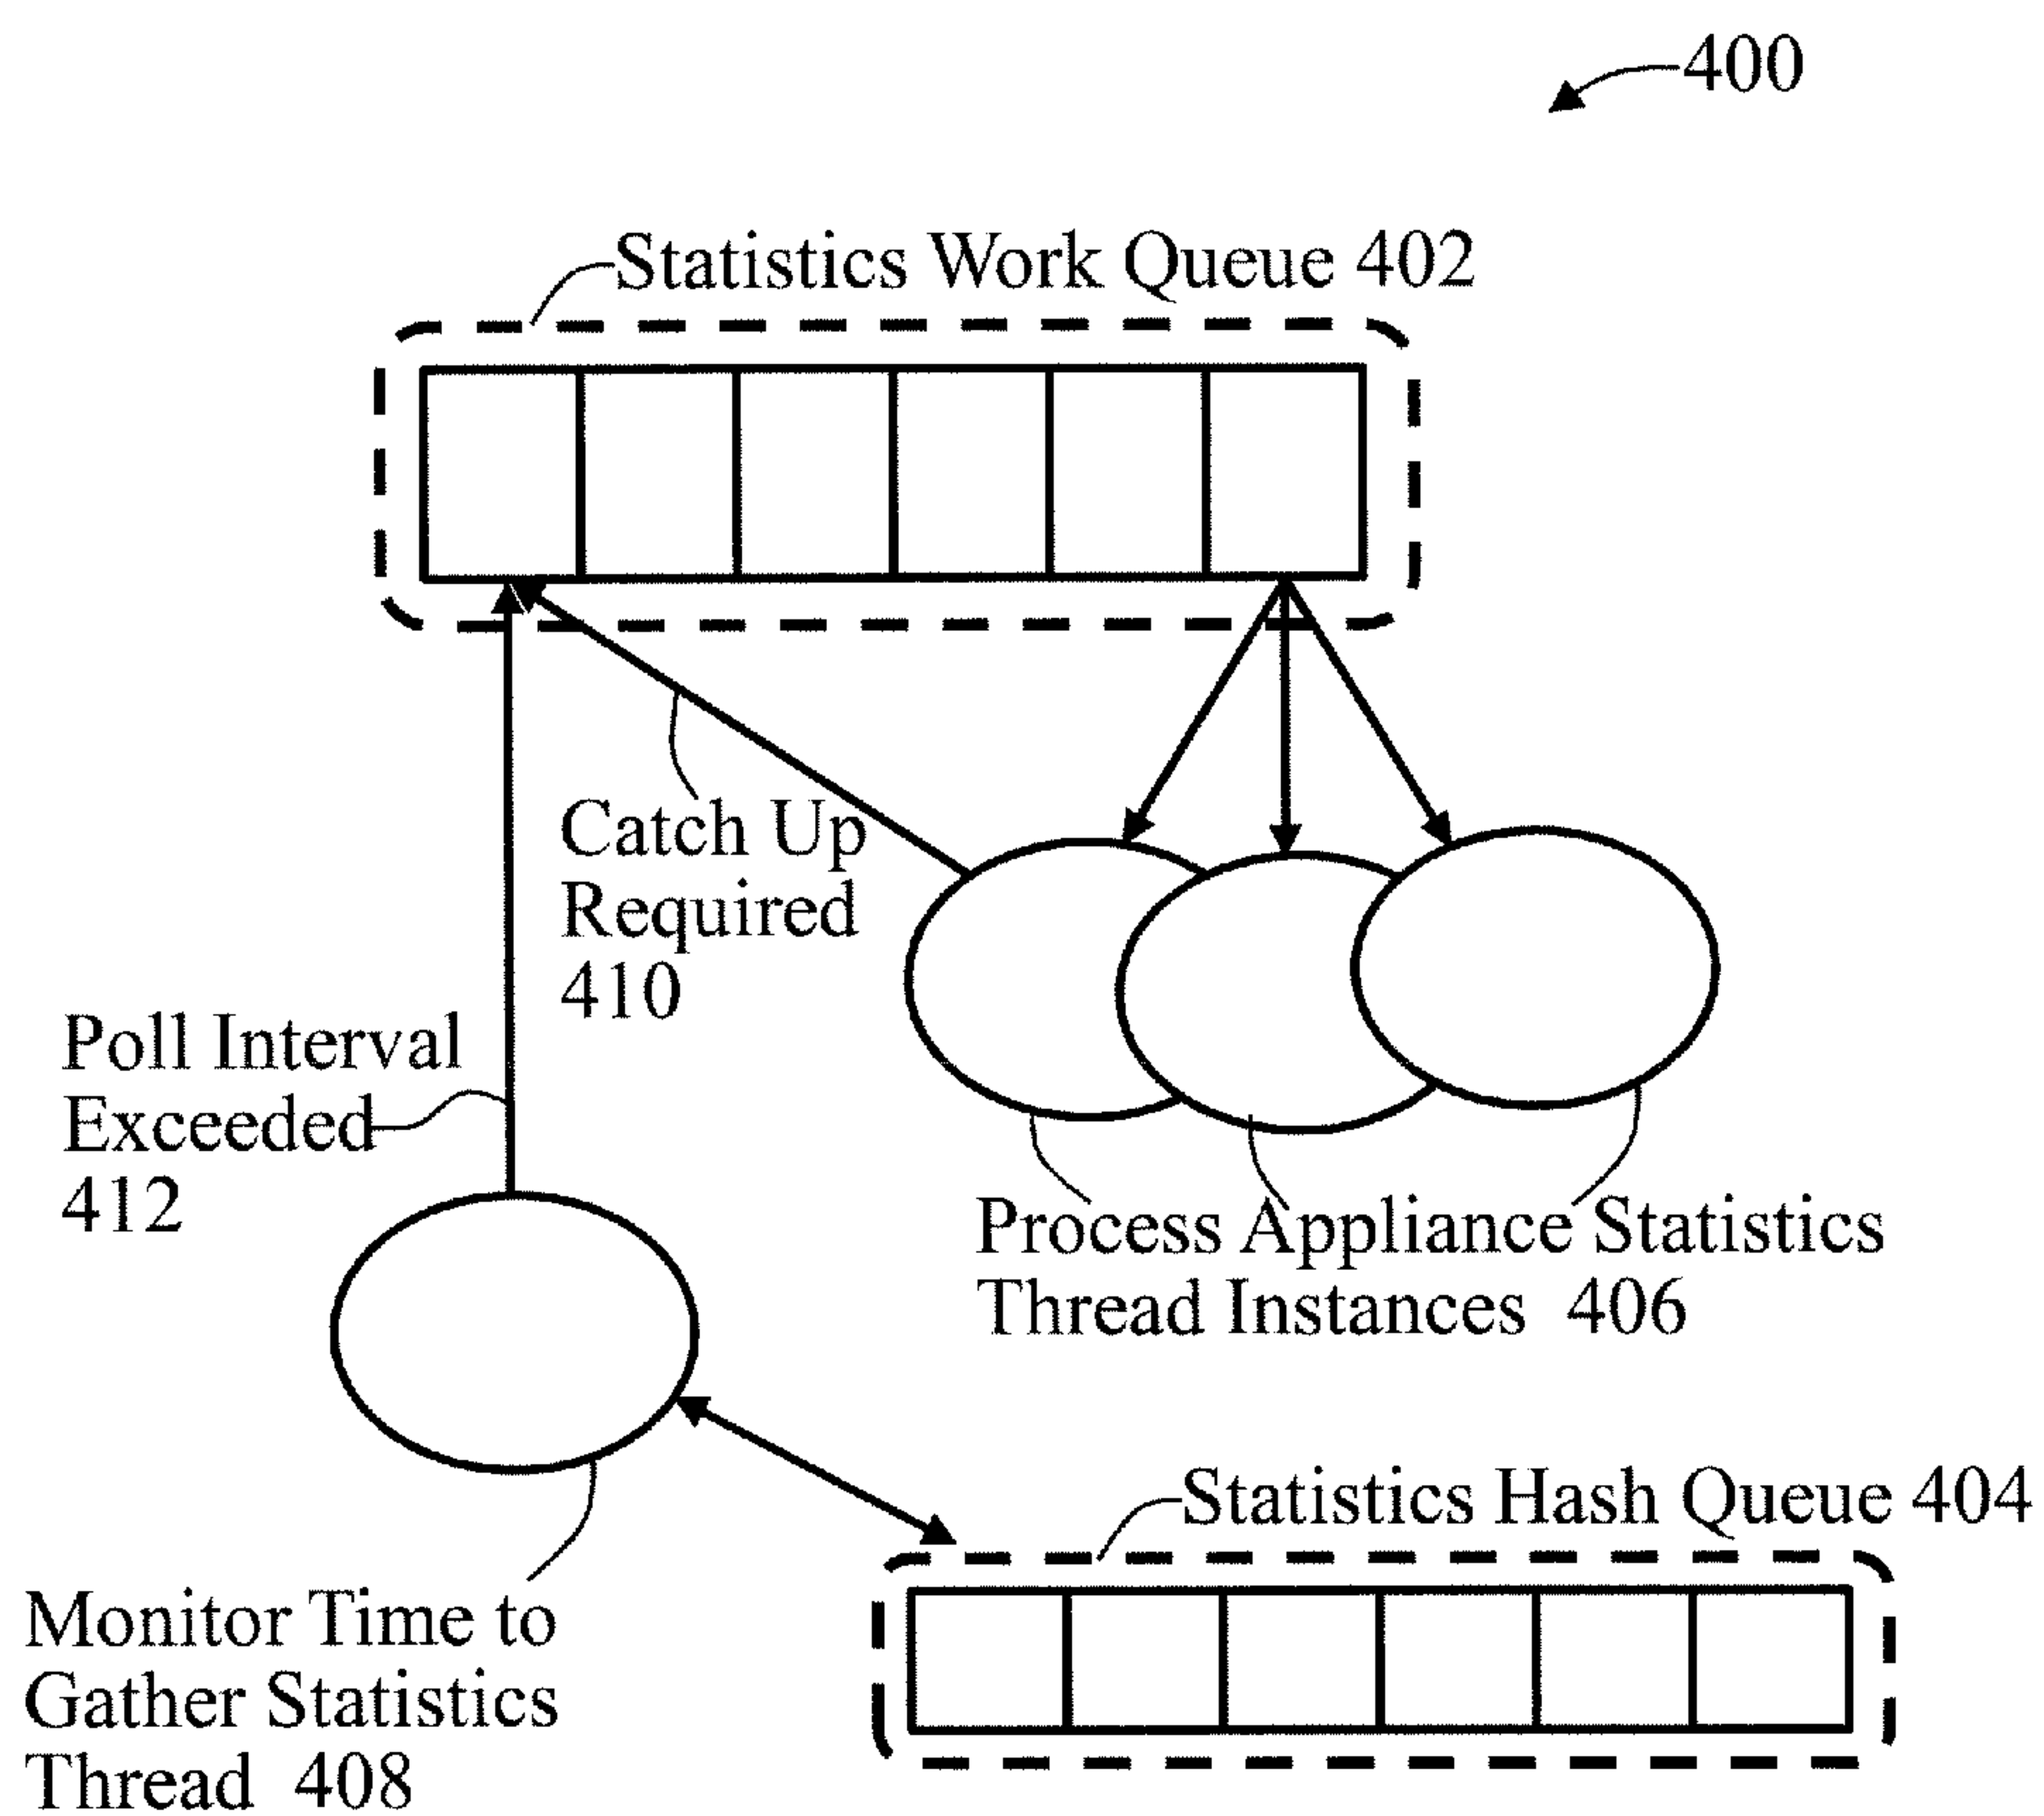 400
Statistics Work Queue 402
Catch Up
Required
410
Poll Interval
Exceeded
412
Process Appliance Statistics
Thread Instances 406
Statistics Hash Queue 404
Monitor Time to
Gather Statistics
Thread 408